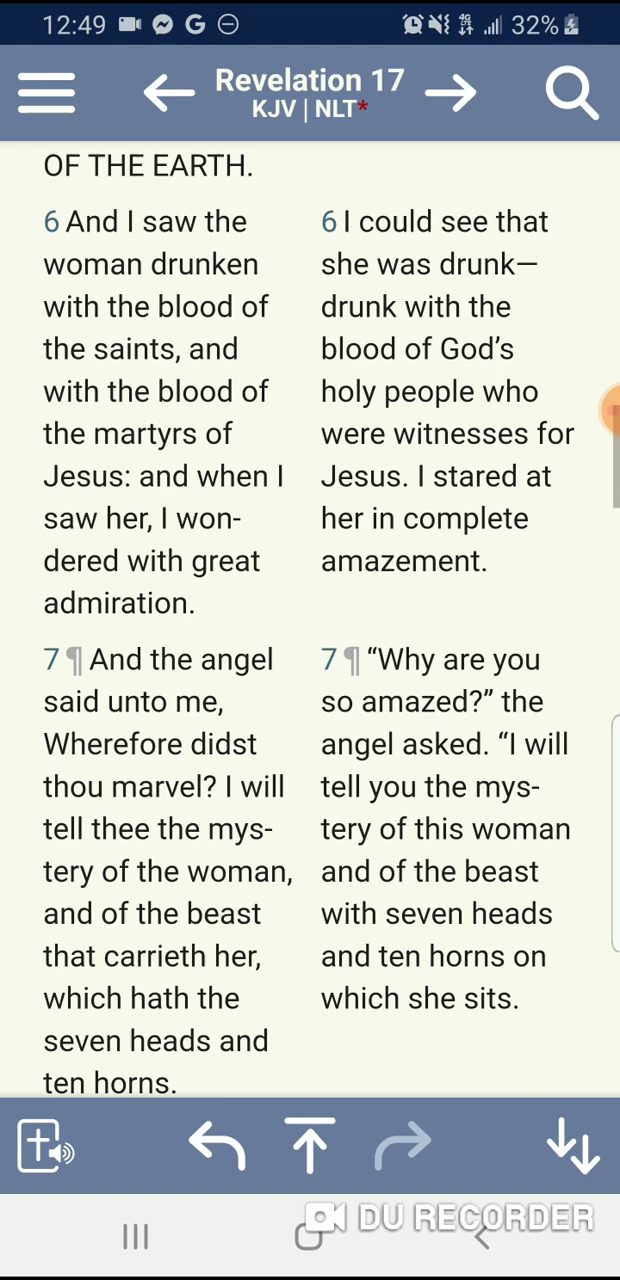 12:49 32%
Revelation 17
KJV | NLT*
OF THE EARTH.
6 And I saw the
woman drunken
with the blood of
the saints, and
with the blood of
the martyrs of
Jesus: and when I
saw her, I won-
dered with great
admiration.
7 ¶ And the angel
said unto me,
Wherefore didst
thou marvel? I will
tell thee the mys-
tery of the woman,
and of the beast
that carrieth her,
which hath the
seven heads and
ten horns.
6 I could see that
she was drunk—
drunk with the
blood of God’s
holy people who
were witnesses for
Jesus. I stared at
her in complete
amazement.
7 ¶ “Why are you
so amazed?” the
angel asked. “I will
tell you the mys-
tery of this woman
and of the beast
with seven heads
and ten horns on
which she sits.
DU RECORDER